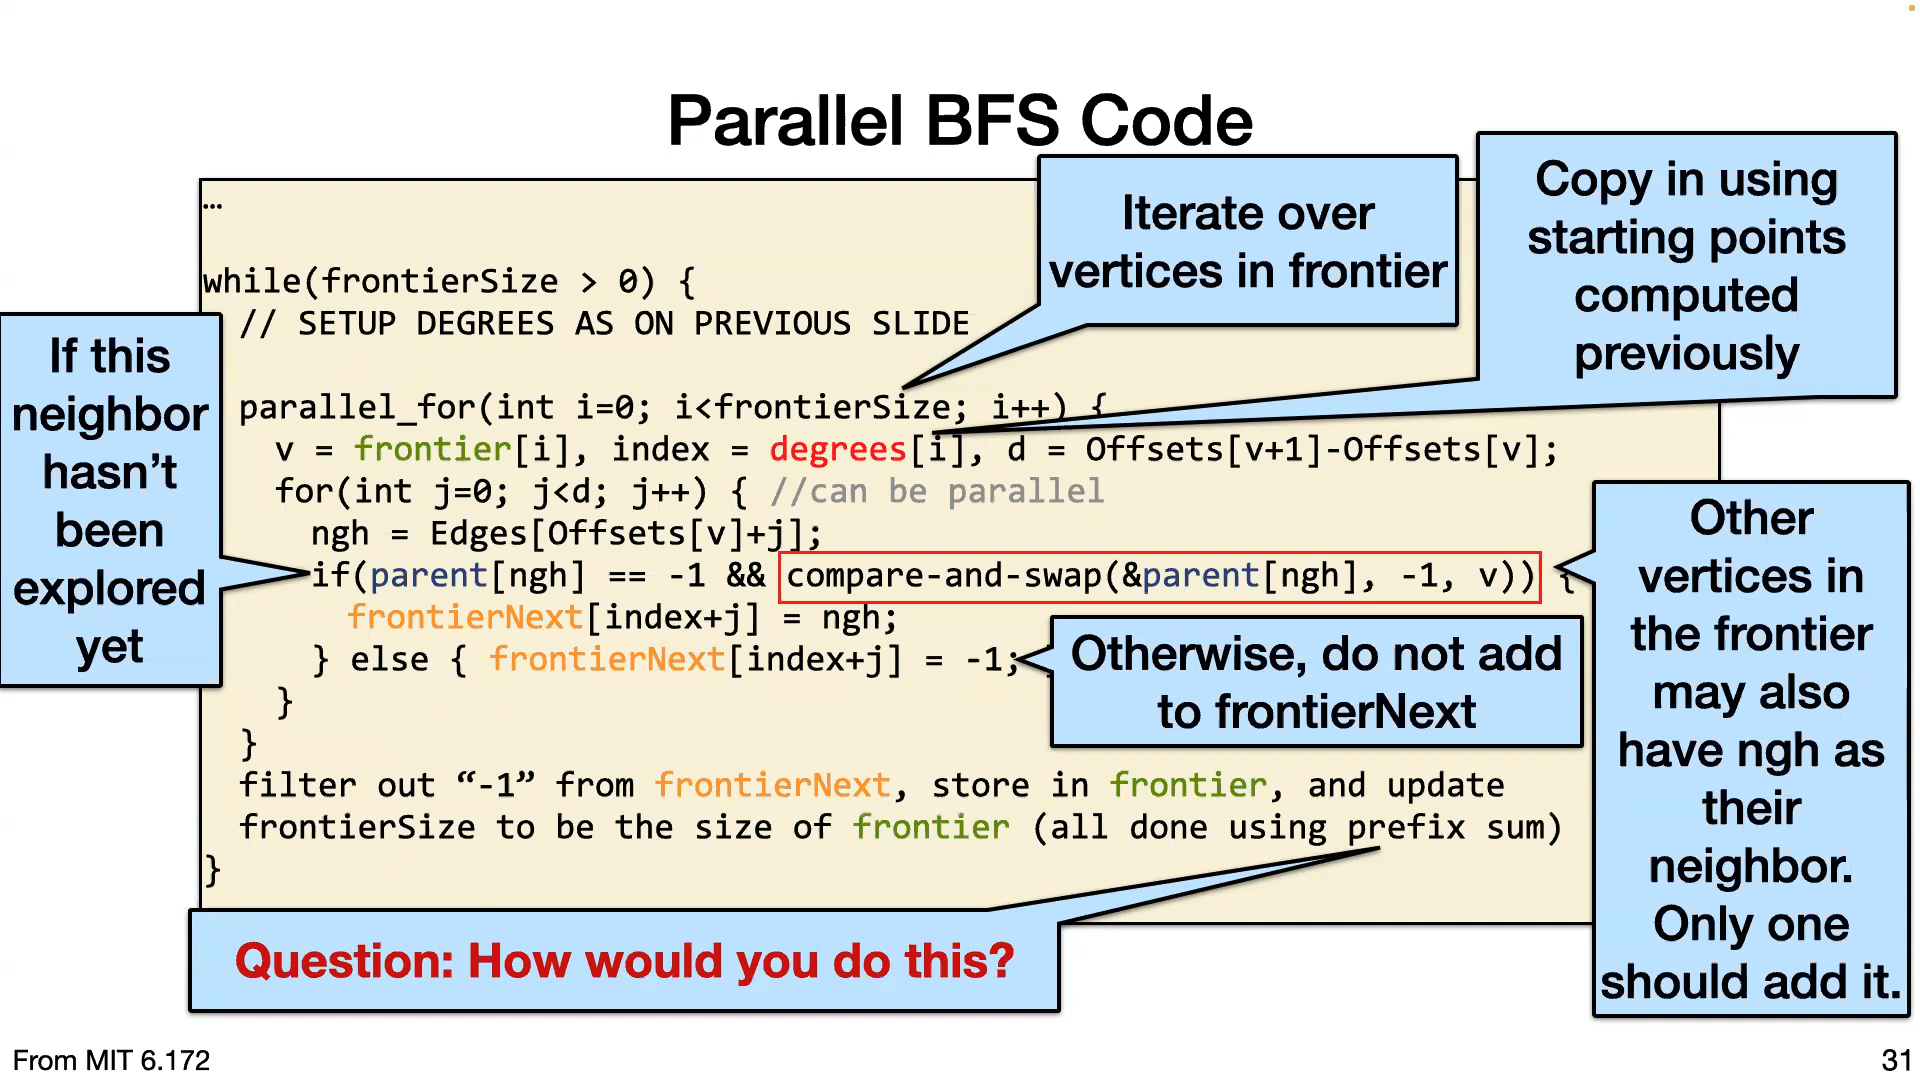 Parallel BFS Code
…
while(frontierSize > 0) {
// SETUP DEGREES AS ON PREVIOUS SLIDE
parallel_for(int i=0; i<frontierSize; i++) {
v = frontier[i], index = degrees[i], d = Offsets[v+1]-Offsets[v];
for(int j=0; j<d; j++) { //can be parallel
ngh = Edges[Offsets[v]+j];
if(parent[ngh] == -1 && compare-and-swap(&parent[ngh], -1, v)) {
frontierNext[index+j] = ngh;
} else { frontierNext[index+j] = -1;
}
}
filter out “-1” from frontierNext, store in frontier, and update
frontierSize to be the size of frontier (all done using prefix sum)
}
Iterate over
vertices in frontier
Copy in using
starting points
computed
previously
If this
neighbor
hasn’t
been
explored
yet
Other
vertices in
the frontier
may also
have ngh as
their
neighbor.
Only one
should add it.
Otherwise, do not add
to frontierNext
Question: How would you do this?
From MIT 6.172
31